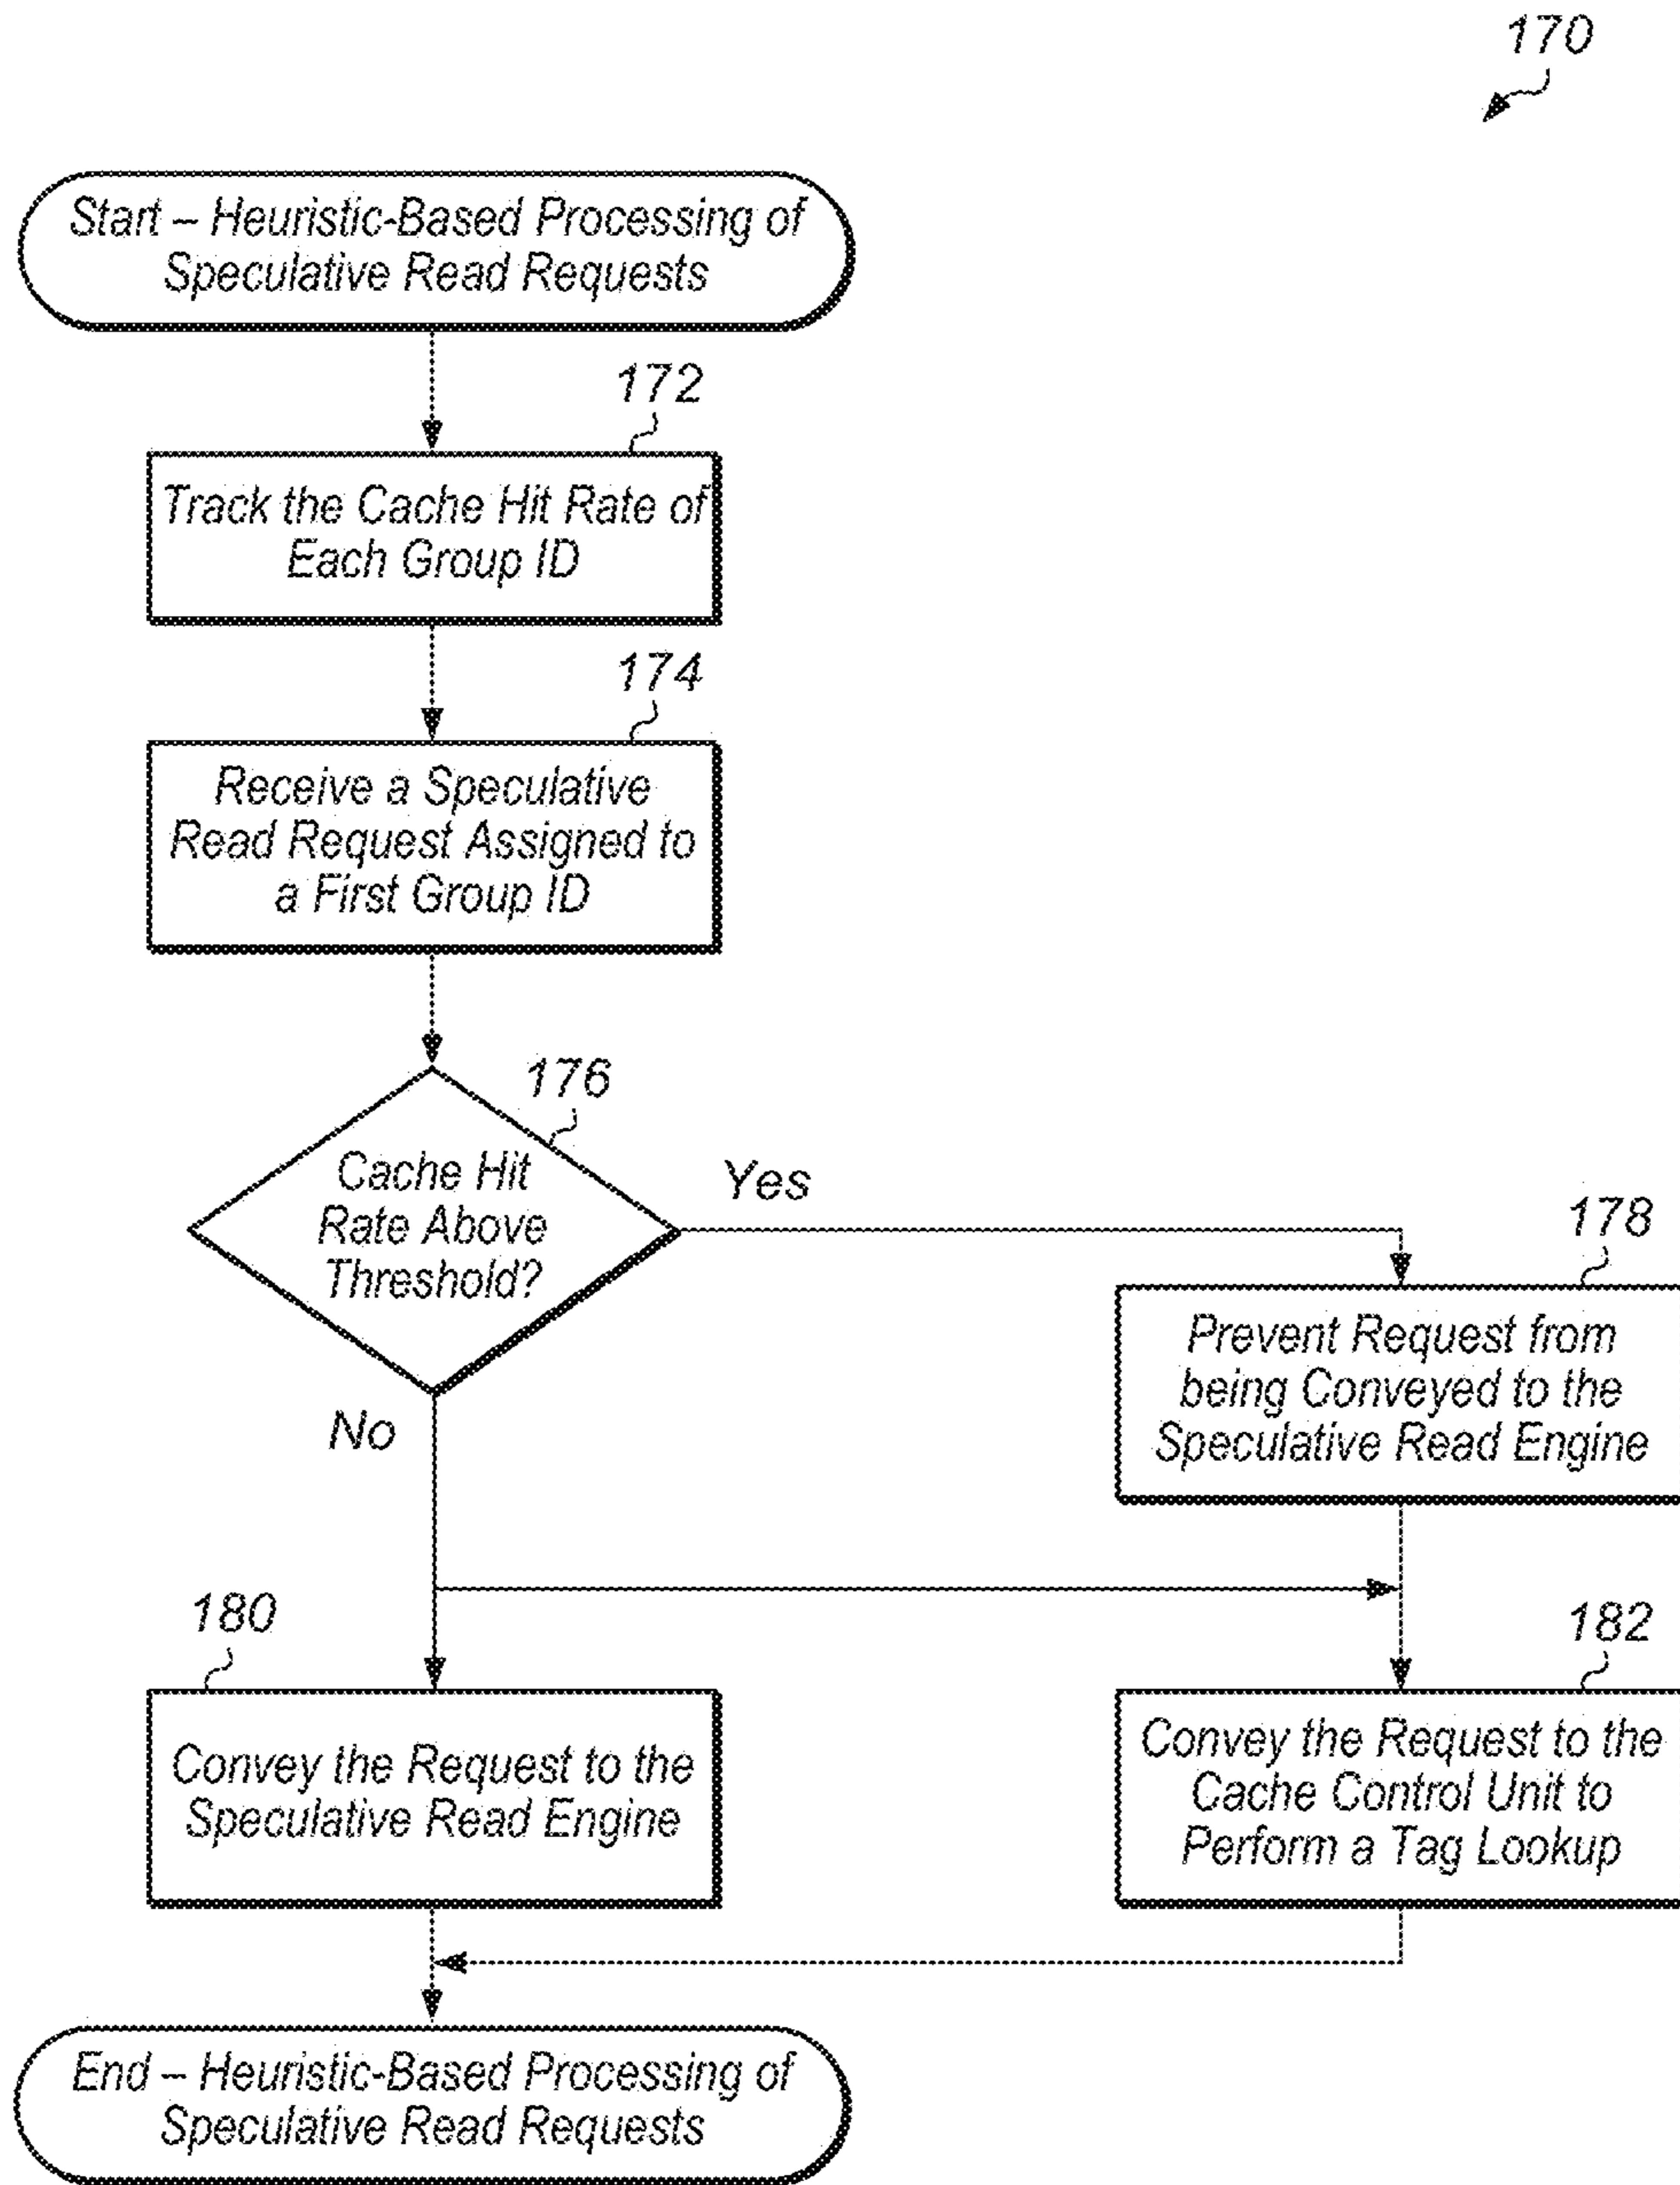 170
Start – Heuristic-Based Processing of
Speculative Read Requests
172
Track the Cache Hit Rate of
Each Group ID
174
Receive a Speculative
Read Request Assigned to
a First Group ID
176
Cache Hit
Rate Above
Threshold?
Yes
178
Prevent Request from
being Conveyed to the
Speculative Read Engine
No
180
Convey the Request to the
Speculative Read Engine
182
Convey the Request to the
Cache Control Unit to
Perform a Tag Lookup
End – Heuristic-Based Processing of
Speculative Read Requests